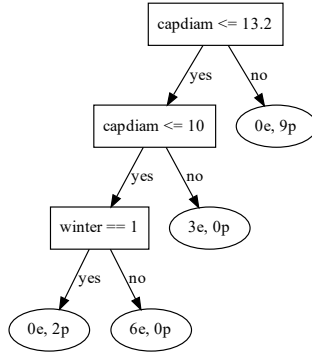 capdiam <= 13.2
yes
no
capdiam <= 10
0e, 9p
yes
no
winter == 1
3e, 0p
yes
no
0e, 2p
6e, 0p